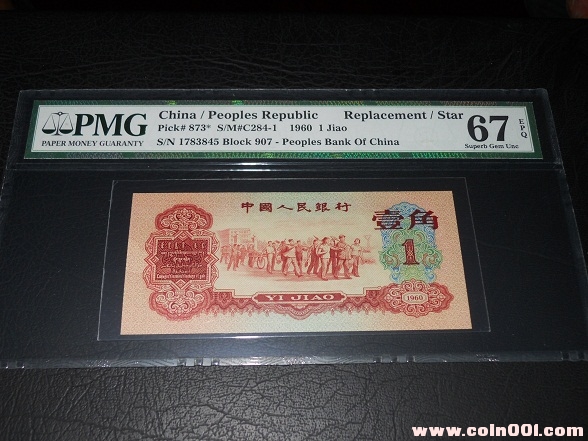 PMG
PAPER MONEY GUARANTY
China / Peoples Republic Replacement / Star
Pick# 873* S/M#C284-1 1960 1 Jiao
S/N 1783845 Block 907 - Peoples Bank Of China
67 EPQ
Superb Gem Unc
中國人民銀行
壹角
1
YI JIAO
1960
www.coin001.com